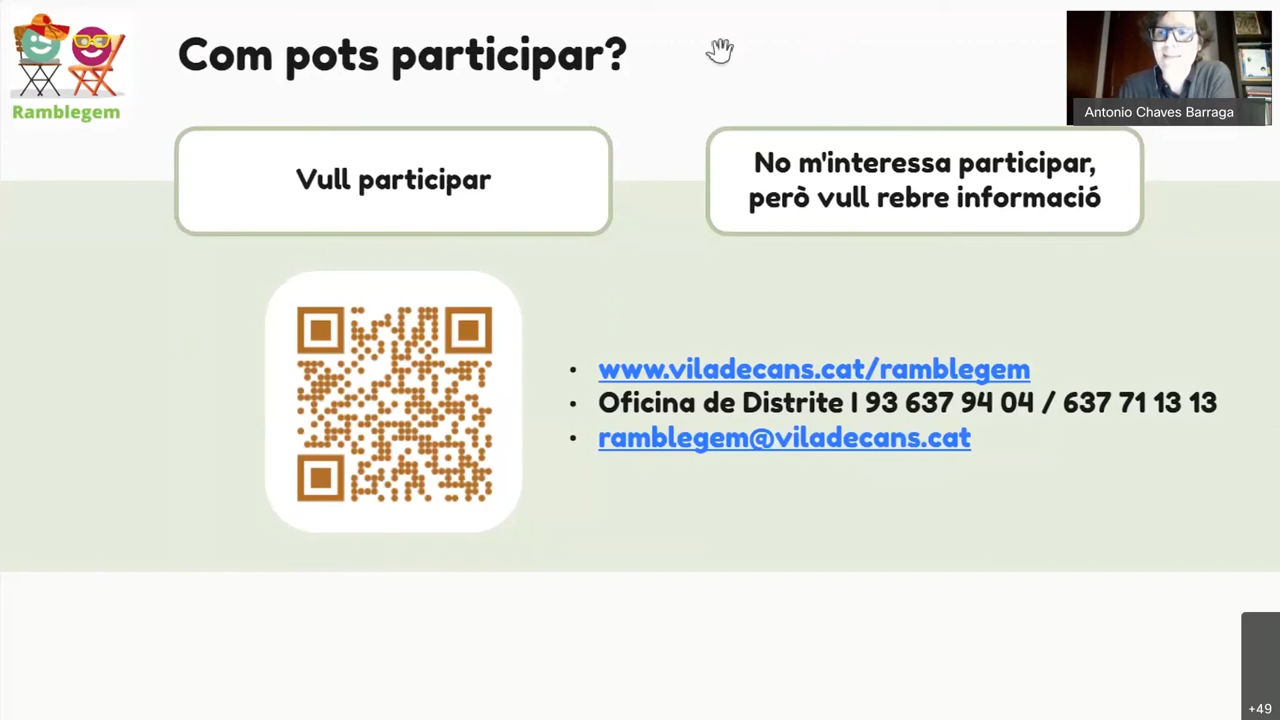 Com pots participar?
Ramblegem
Antonio Chaves Barraga
Vull participar
No m'interessa participar,
però vull rebre informació
• www.viladecans.cat/ramblegem
• Oficina de Distrite I 93 637 94 04 / 637 71 13 13
• ramblegem@viladecans.cat
+49